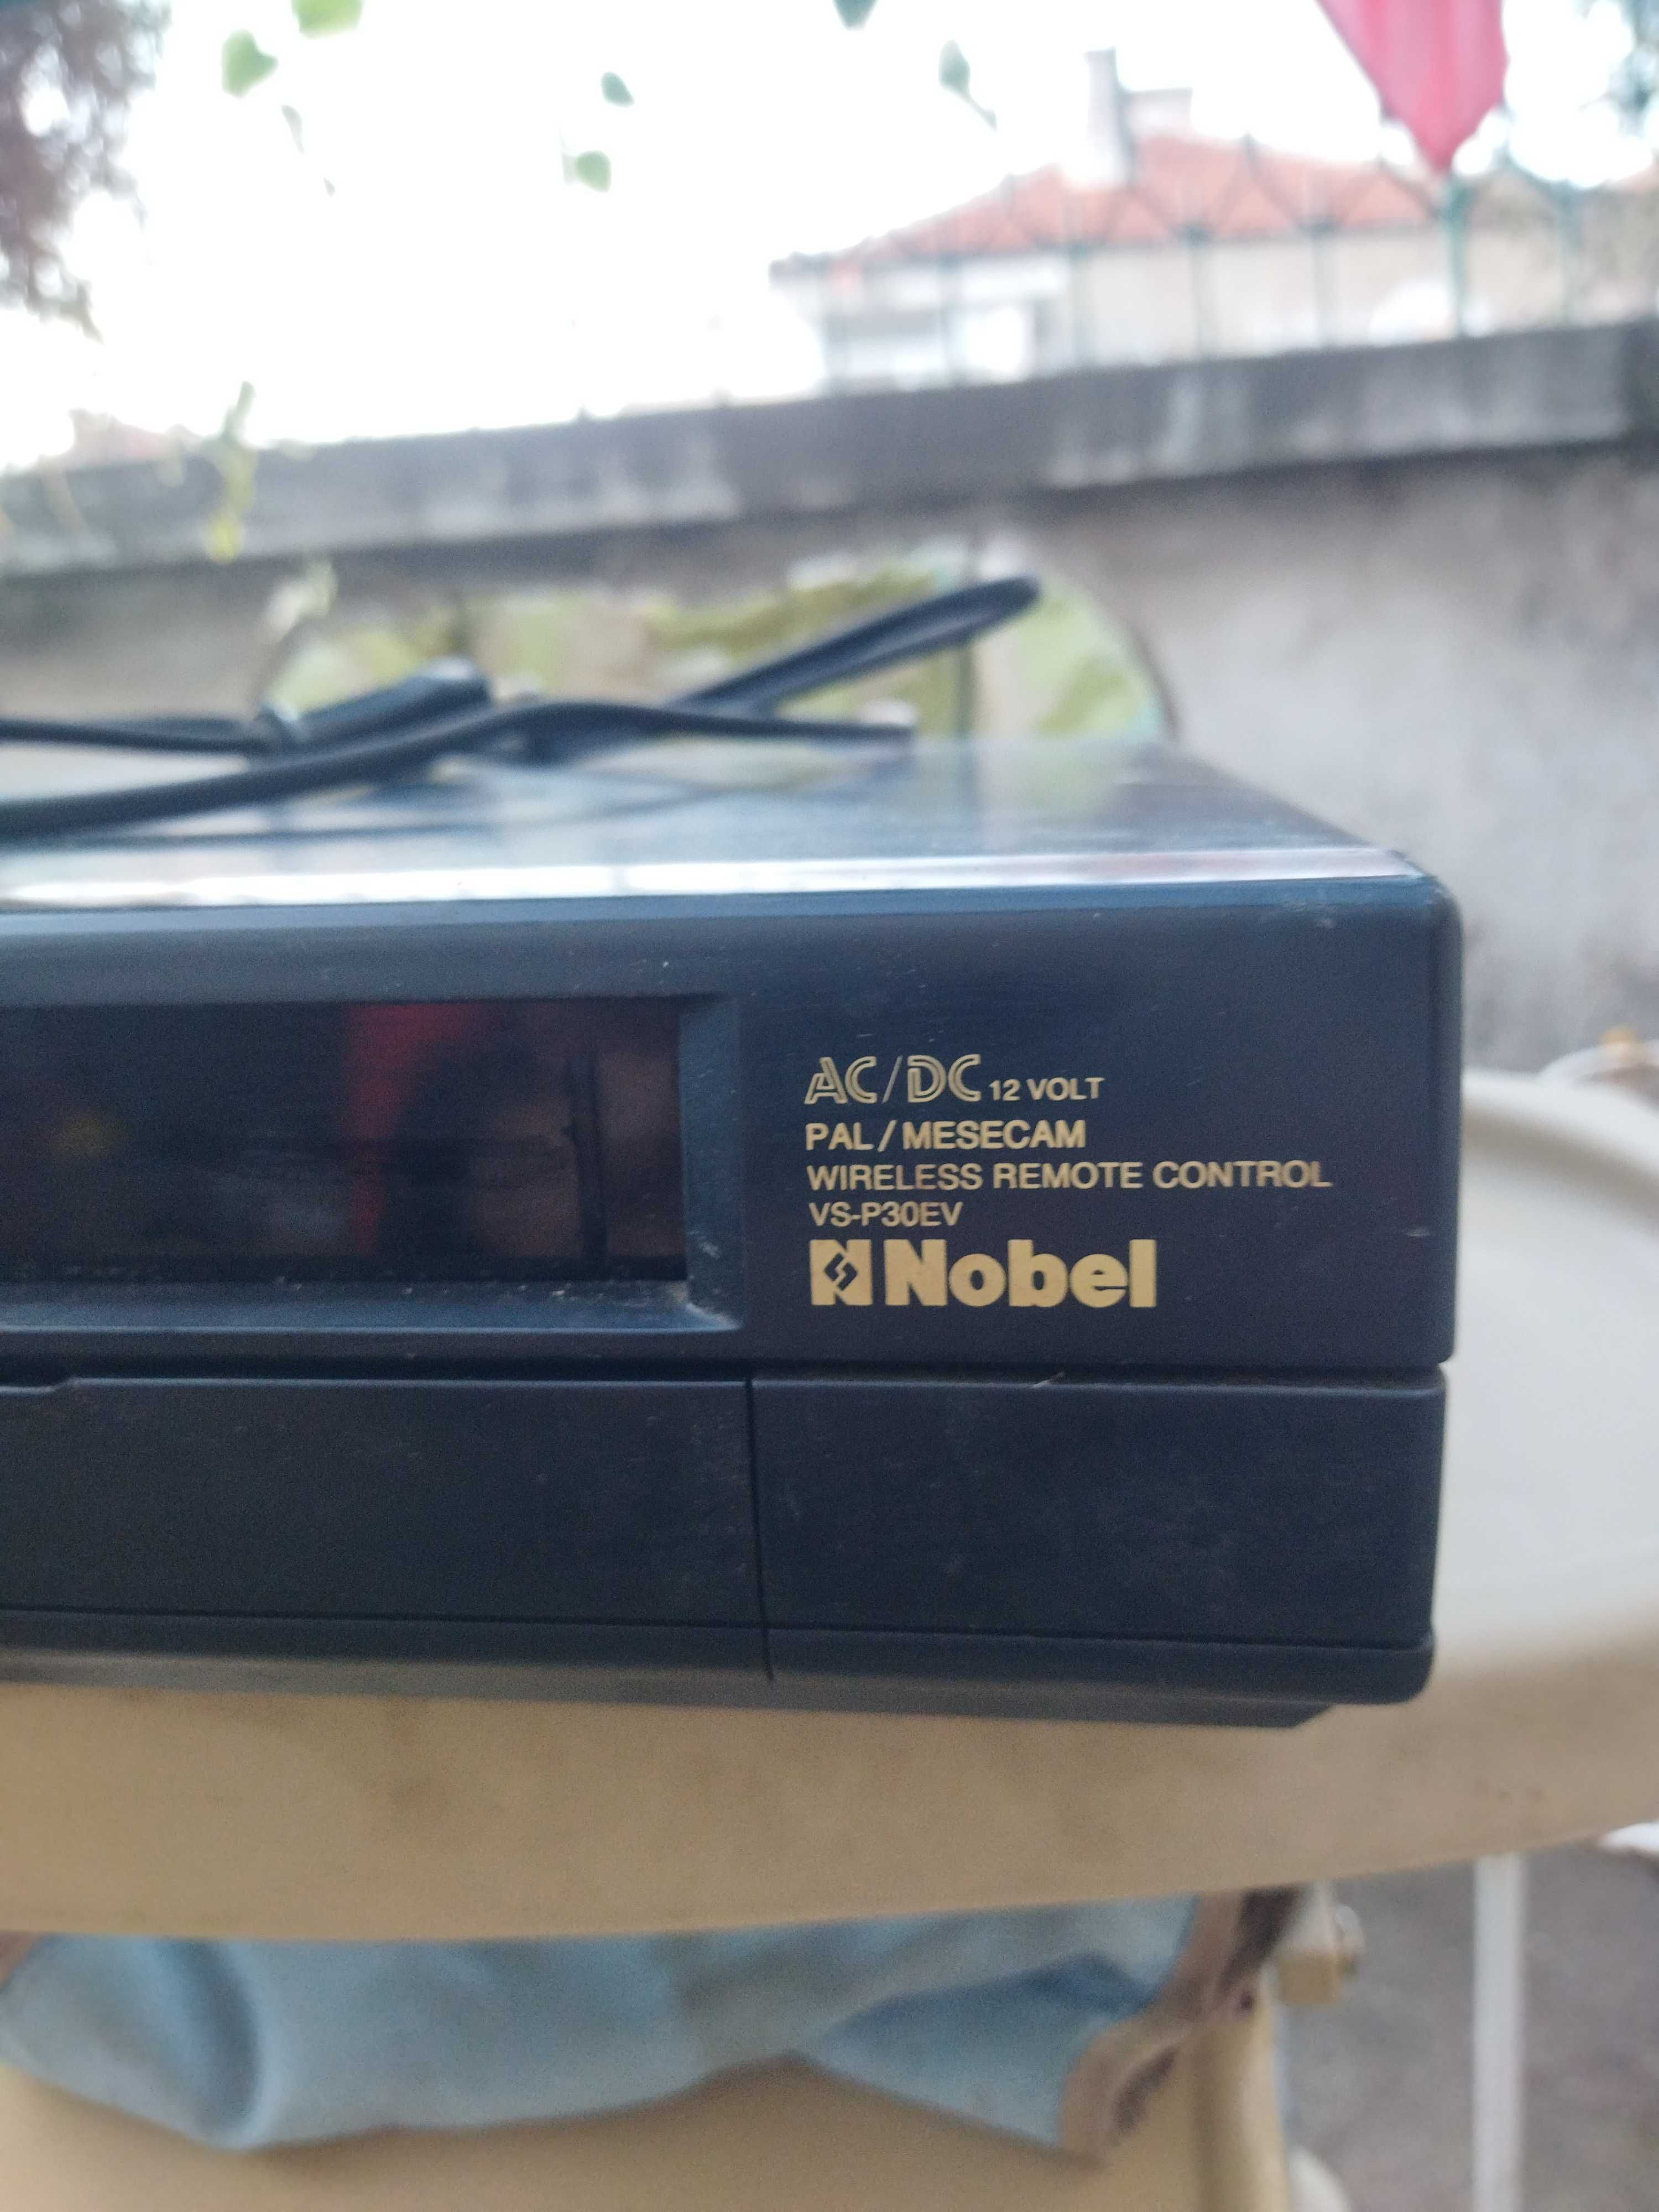 AC/DC 12 VOLT
PAL/MESECAM
WIRELESS REMOTE CONTROL
VS-P30EV
Nobel